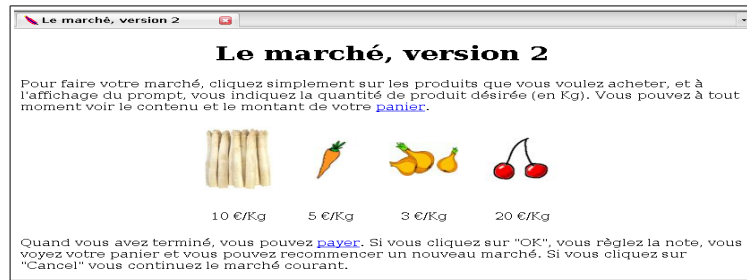 Le marché, version 2
Le marché, version 2
Pour faire votre marché, cliquez simplement sur les produits que vous voulez acheter, et à
l'affichage du prompt, vous indiquez la quantité de produit désirée (en Kg). Vous pouvez à tout
moment voir le contenu et le montant de votre panier.
10 €/Kg 5 €/Kg 3 €/Kg 20 €/Kg
Quand vous avez terminé, vous pouvez payer. Si vous cliquez sur "OK", vous règlez la note, vous
voyez votre panier et vous pouvez recommencer un nouveau marché. Si vous cliquez sur
"Cancel" vous continuez le marché courant.